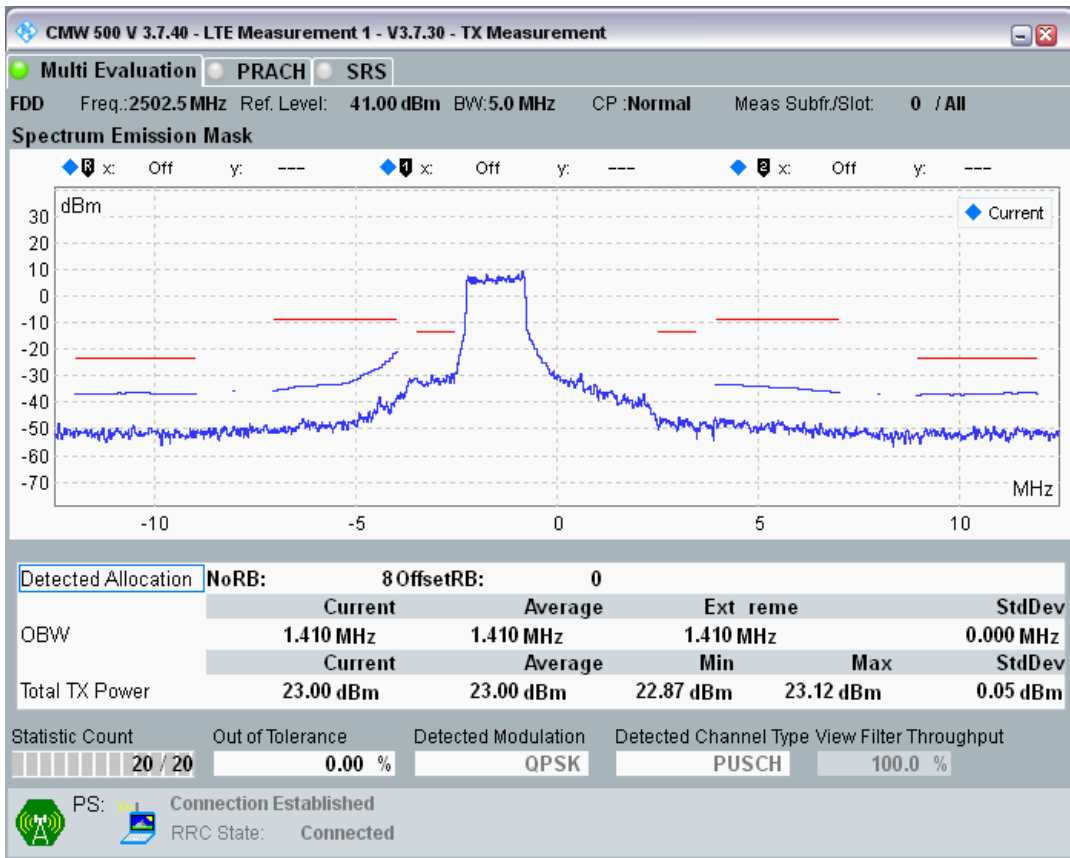 CMW 500 V 3.7.40 - LTE Measurement 1 - V3.7.30 - TX Measurement
Multi Evaluation PRACH SRS
FDD Freq.:2502.5 MHz Ref. Level: 41.00 dBm BW:5.0 MHz CP :Normal Meas Subfr./Slot: 0 / All
Spectrum Emission Mask
R x: Off y: --- 1 x: Off y: --- 2 x: Off y: ---
dBm
Current
30
20
10
0
-10
-20
-30
-40
-50
-60
-70
MHz
-10 -5 0 5 10
Detected Allocation NoRB: 8 OffsetRB: 0
Current Average Ext reme StdDev
OBW 1.410 MHz 1.410 MHz 1.410 MHz 0.000 MHz
Current Average Min Max StdDev
Total TX Power 23.00 dBm 23.00 dBm 22.87 dBm 23.12 dBm 0.05 dBm
Statistic Count Out of Tolerance Detected Modulation Detected Channel Type View Filter Throughput
20 / 20 0.00 % QPSK PUSCH 100.0 %
PS: Connection Established
RRC State: Connected